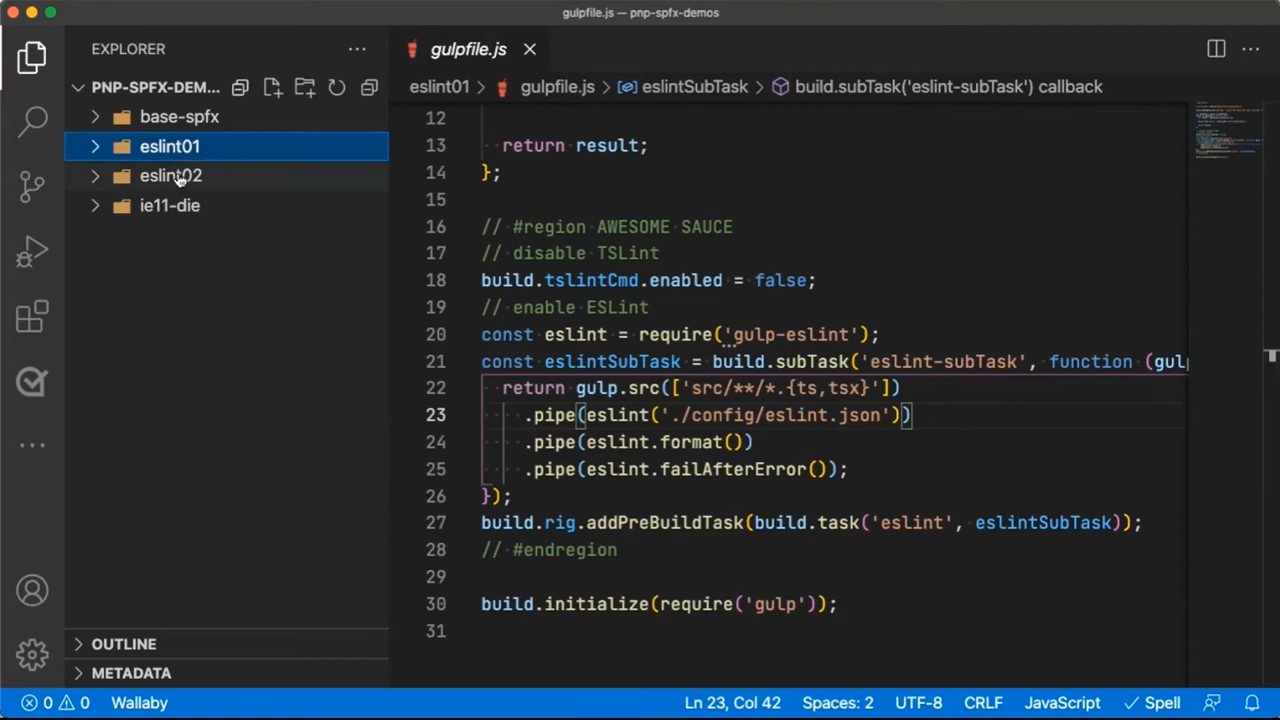 gulpfile.js — pnp-spfx-demos
EXPLORER
PNP-SPFX-DEM...
base-spfx
eslint01
eslint02
ie11-die
OUTLINE
METADATA
gulpfile.js
eslint01 > gulpfile.js > eslintSubTask > build.subTask('eslint-subTask') callback
12
13 return result;
14 };
15
16 // #region AWESOME SAUCE
17 // disable TSLint
18 build.tslintCmd.enabled = false;
19 // enable ESLint
20 const eslint = require('gulp-eslint');
21 const eslintSubTask = build.subTask('eslint-subTask', function (gulp
22 return gulp.src(['src/**/*.{ts,tsx}'])
23 .pipe(eslint('./config/eslint.json'))
24 .pipe(eslint.format())
25 .pipe(eslint.failAfterError());
26 });
27 build.rig.addPreBuildTask(build.task('eslint', eslintSubTask));
28 // #endregion
29
30 build.initialize(require('gulp'));
31
0 0 Wallaby Ln 23, Col 42 Spaces: 2 UTF-8 CRLF JavaScript Spell